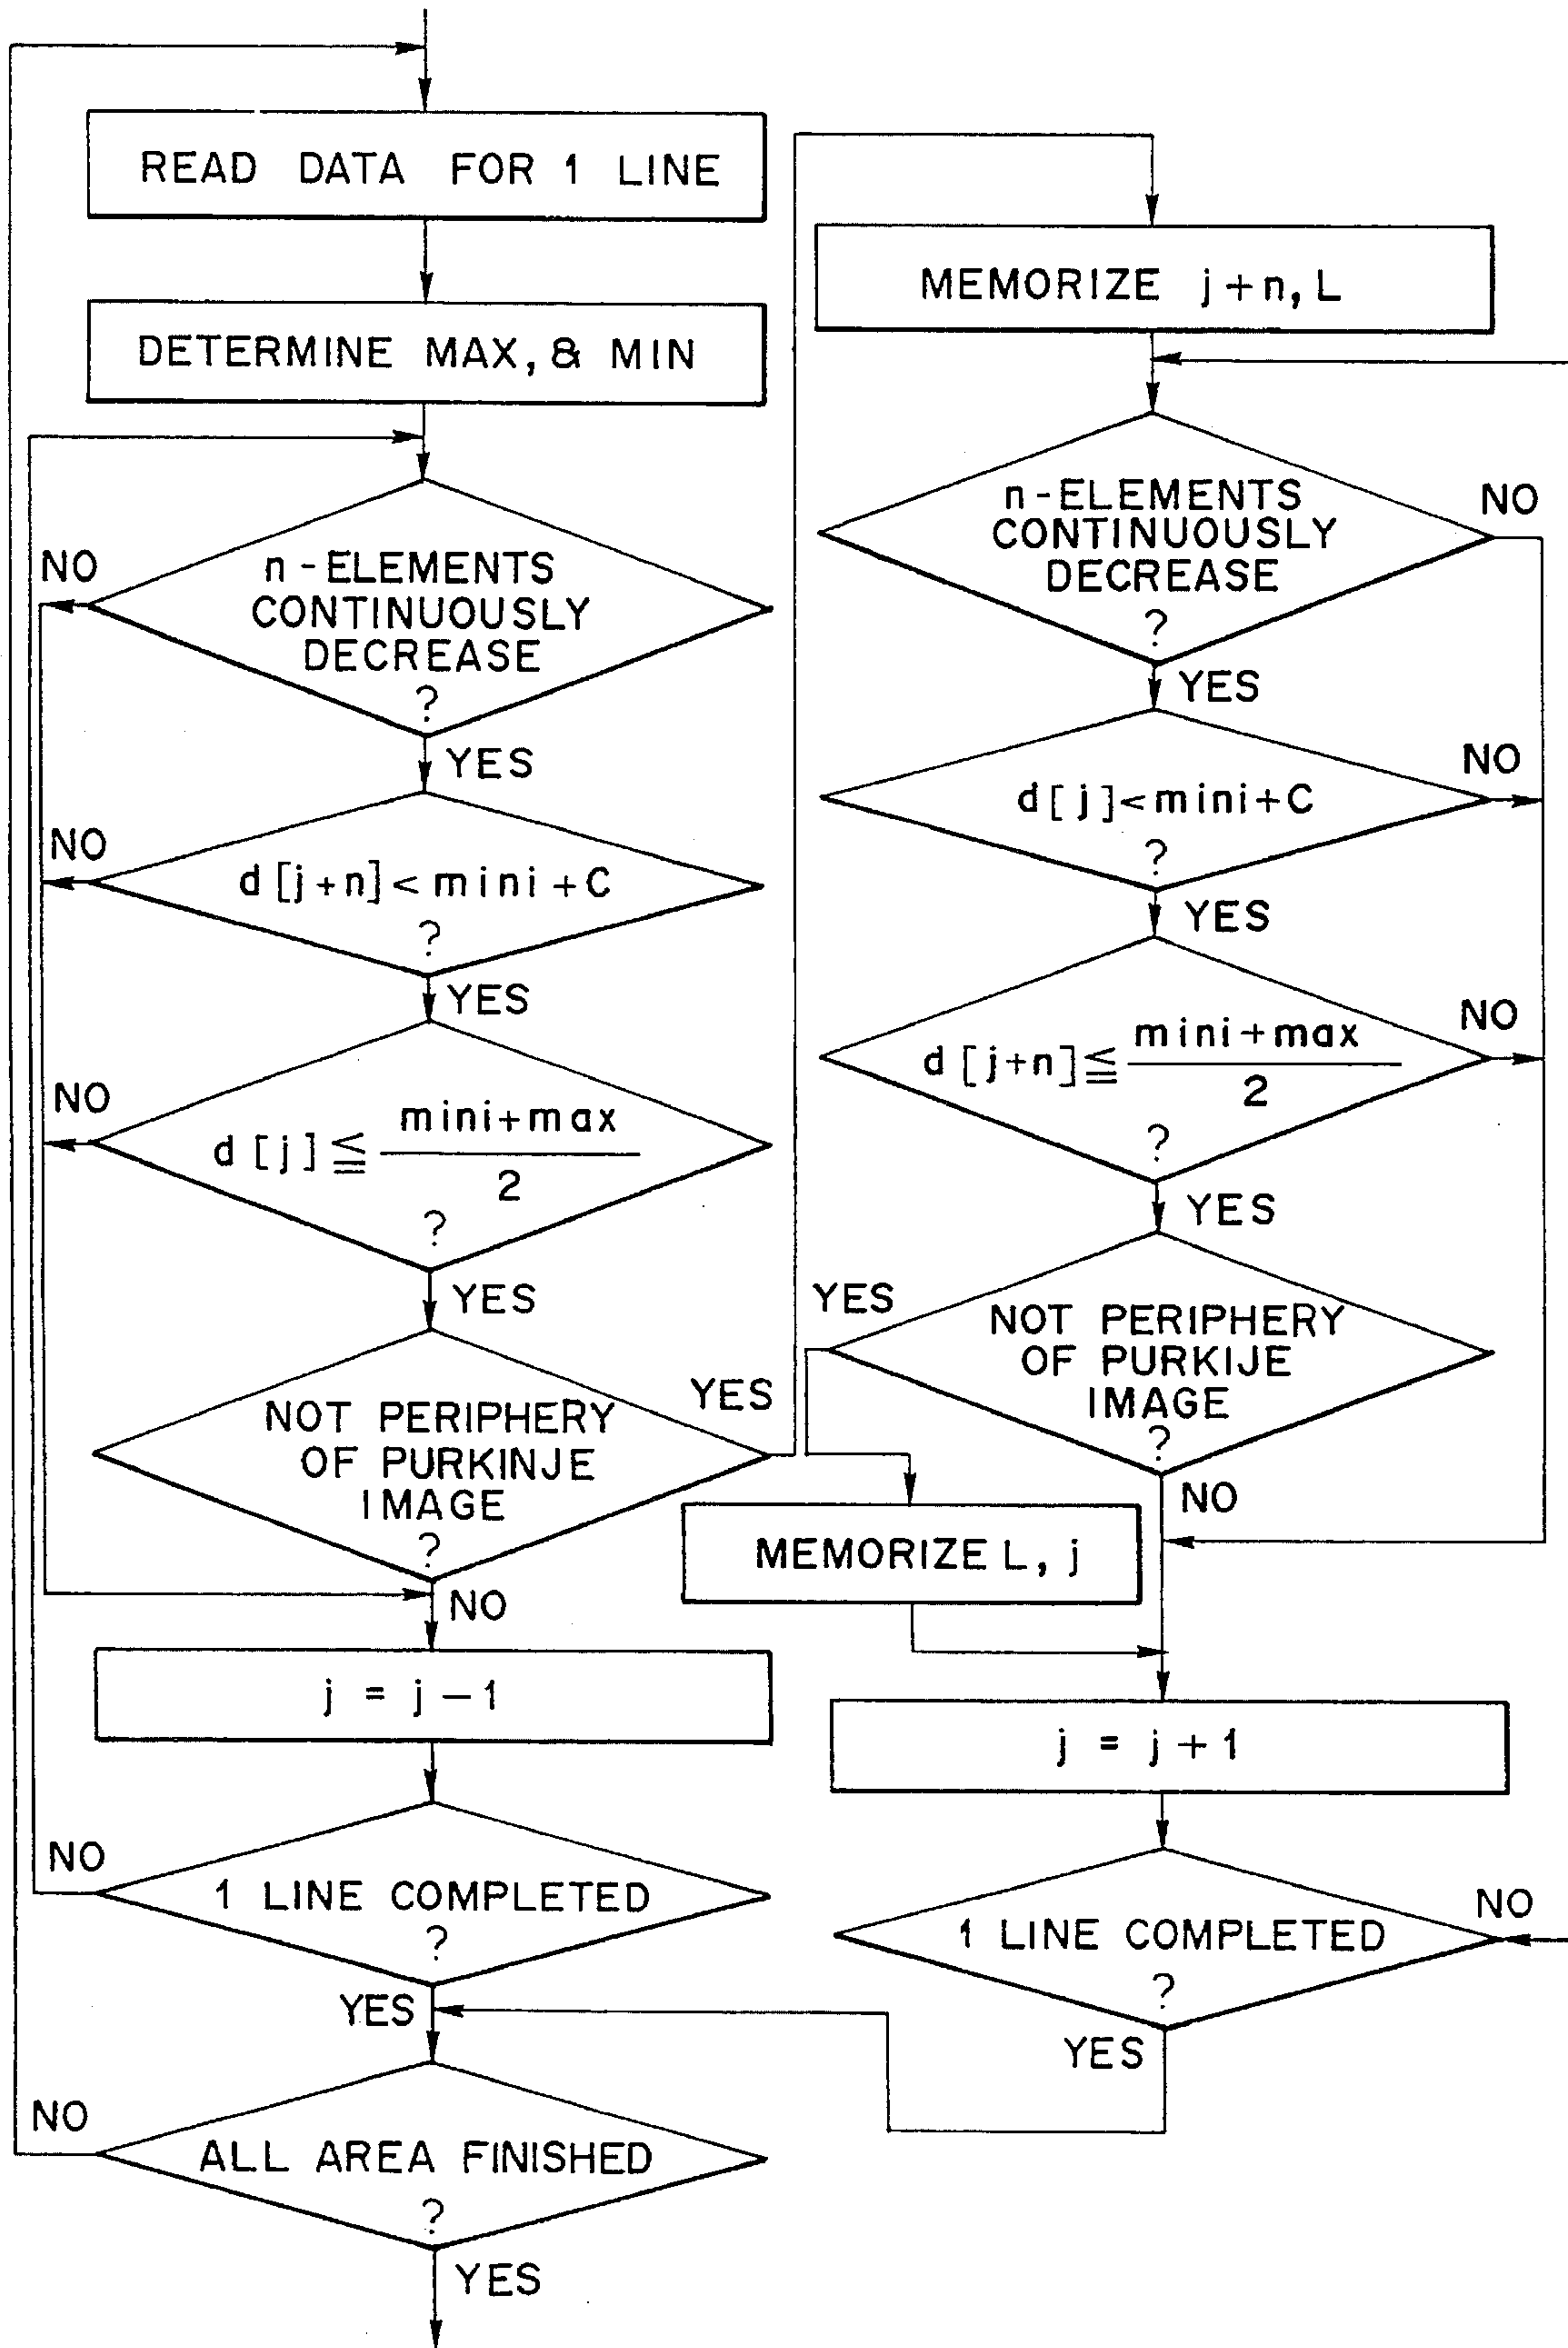 READ DATA FOR 1 LINE
DETERMINE MAX, & MIN
n-ELEMENTS
CONTINUOUSLY
DECREASE
?
NO
YES
d [j+n] < mini + C
?
NO
YES
d [j] ≦ mini+max
2
?
NO
YES
NOT PERIPHERY
OF PURKINJE
IMAGE
?
YES
NO
j = j - 1
1 LINE COMPLETED
?
NO
YES
ALL AREA FINISHED
?
NO
YES
MEMORIZE j+n, L
n-ELEMENTS
CONTINUOUSLY
DECREASE
?
NO
YES
d [j] < mini + C
?
NO
YES
d [j+n] ≦ mini+max
2
?
NO
YES
NOT PERIPHERY
OF PURKIJE
IMAGE
?
YES
NO
MEMORIZE L, j
j = j + 1
1 LINE COMPLETED
?
NO
YES